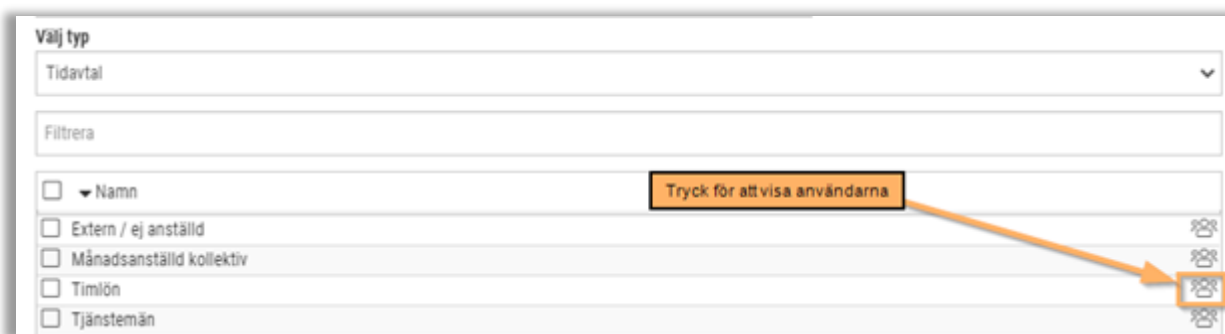 Välj typ
Tidavtal
Filtrera
Namn
Tryck för att visa användarna
Extern / ej anställd
Månadsanställd kollektiv
Timlön
Tjänstemän